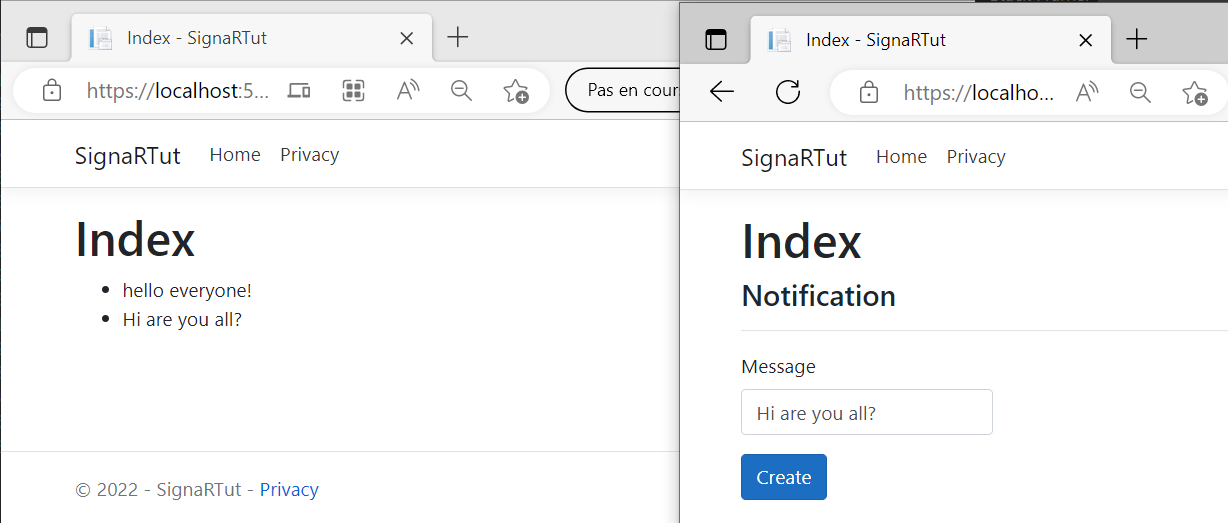 Index - SignaRTut
https://localhost:5...
Pas en cour
SignaRTut Home Privacy
Index
hello everyone!
Hi are you all?
© 2022 - SignaRTut - Privacy
Index - SignaRTut
https://localho...
SignaRTut Home Privacy
Index
Notification
Message
Hi are you all?
Create